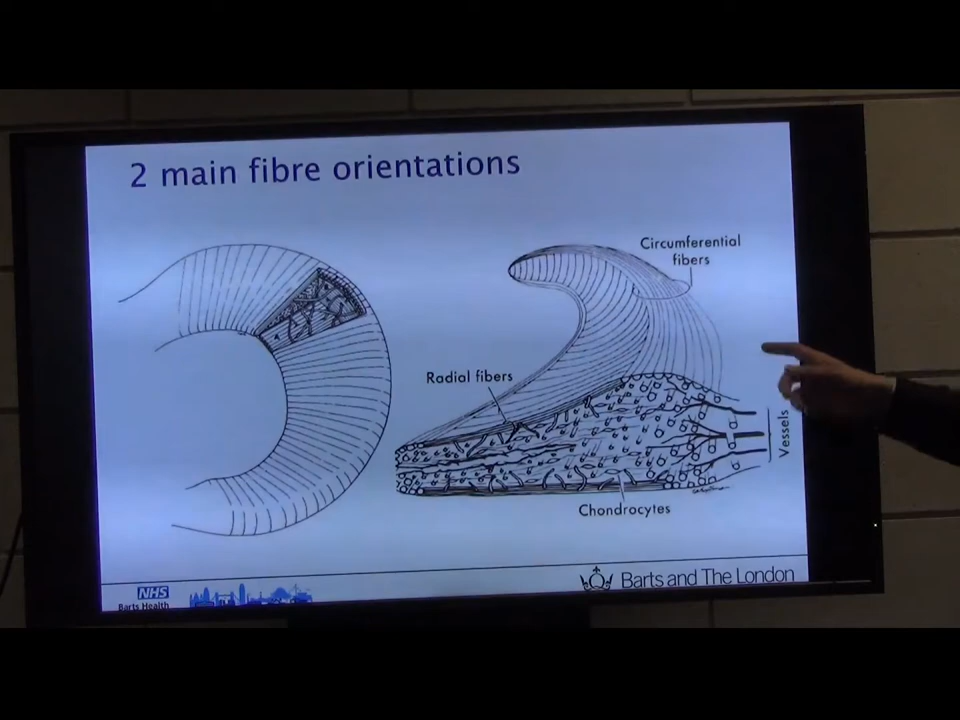 2 main fibre orientations
Circumferential
fibers
Radial fibers
Vessels
Chondrocytes
NHS
Barts Health
Barts and The London